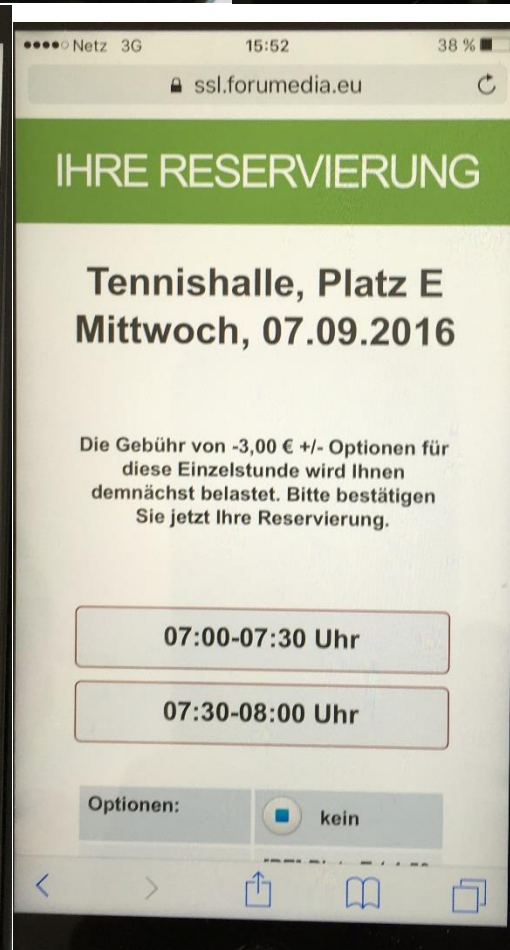 Netz 3G 15:52 38 %
ssl.forumedia.eu
IHRE RESERVIERUNG
Tennishalle, Platz E
Mittwoch, 07.09.2016
Die Gebühr von -3,00 € +/- Optionen für
diese Einzelstunde wird Ihnen
demnächst belastet. Bitte bestätigen
Sie jetzt Ihre Reservierung.
07:00-07:30 Uhr
07:30-08:00 Uhr
Optionen: kein